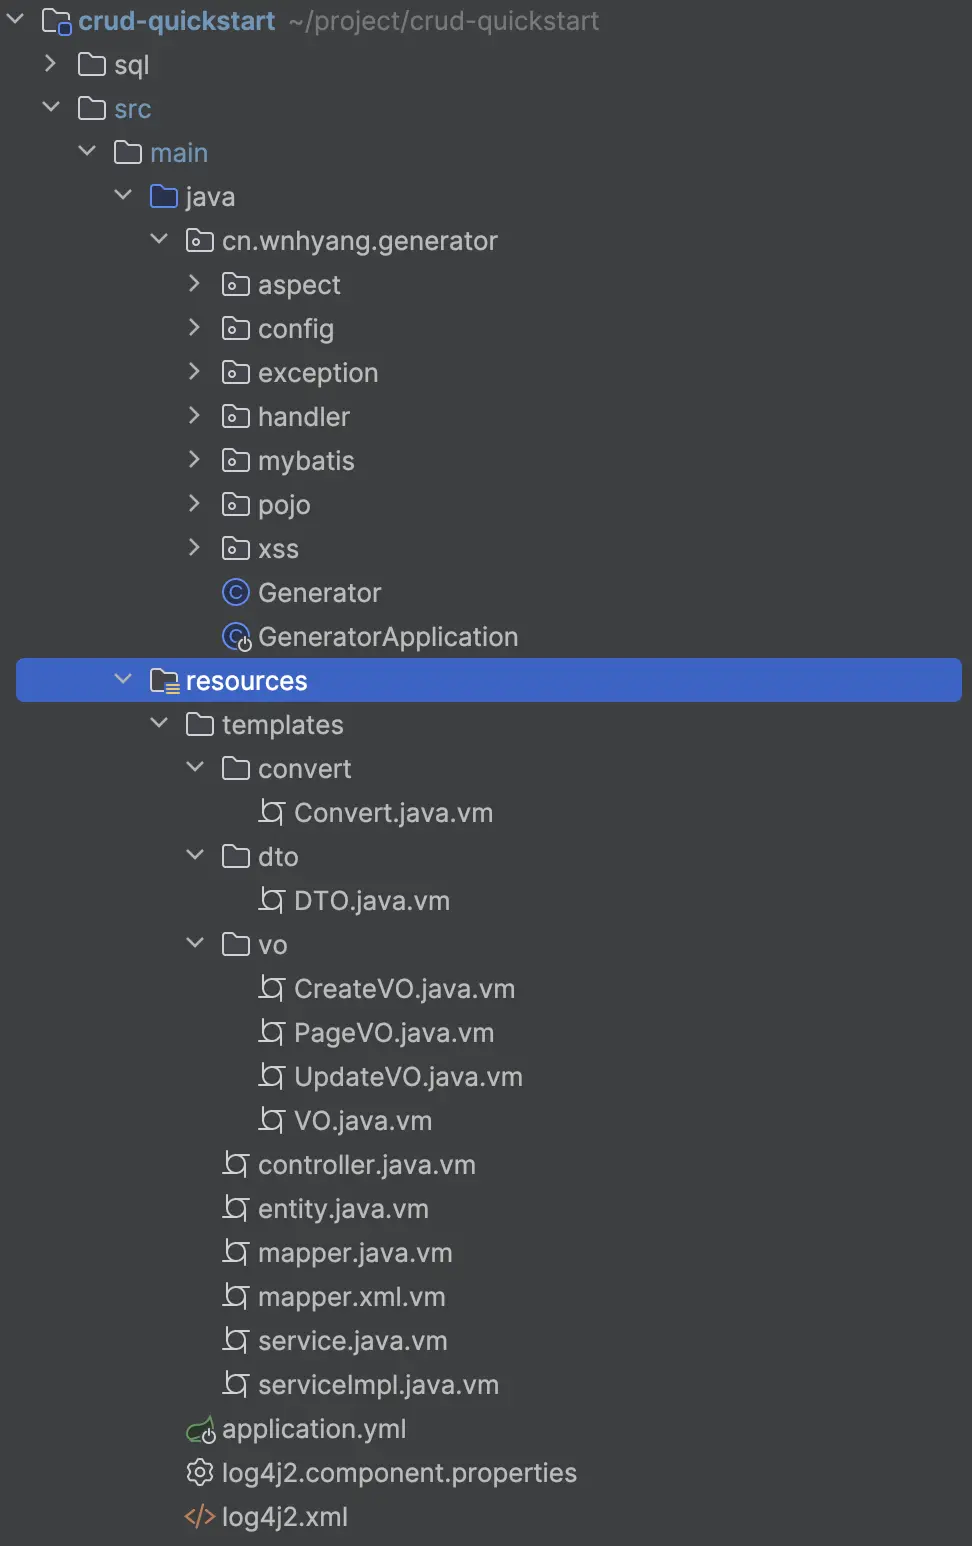 crud-quickstart ~/project/crud-quickstart
sql
src
main
java
cn.wnhyang.generator
aspect
config
exception
handler
mybatis
pojo
xss
Generator
GeneratorApplication
resources
templates
convert
Convert.java.vm
dto
DTO.java.vm
vo
CreateVO.java.vm
PageVO.java.vm
UpdateVO.java.vm
VO.java.vm
controller.java.vm
entity.java.vm
mapper.java.vm
mapper.xml.vm
service.java.vm
serviceImpl.java.vm
application.yml
log4j2.component.properties
log4j2.xml